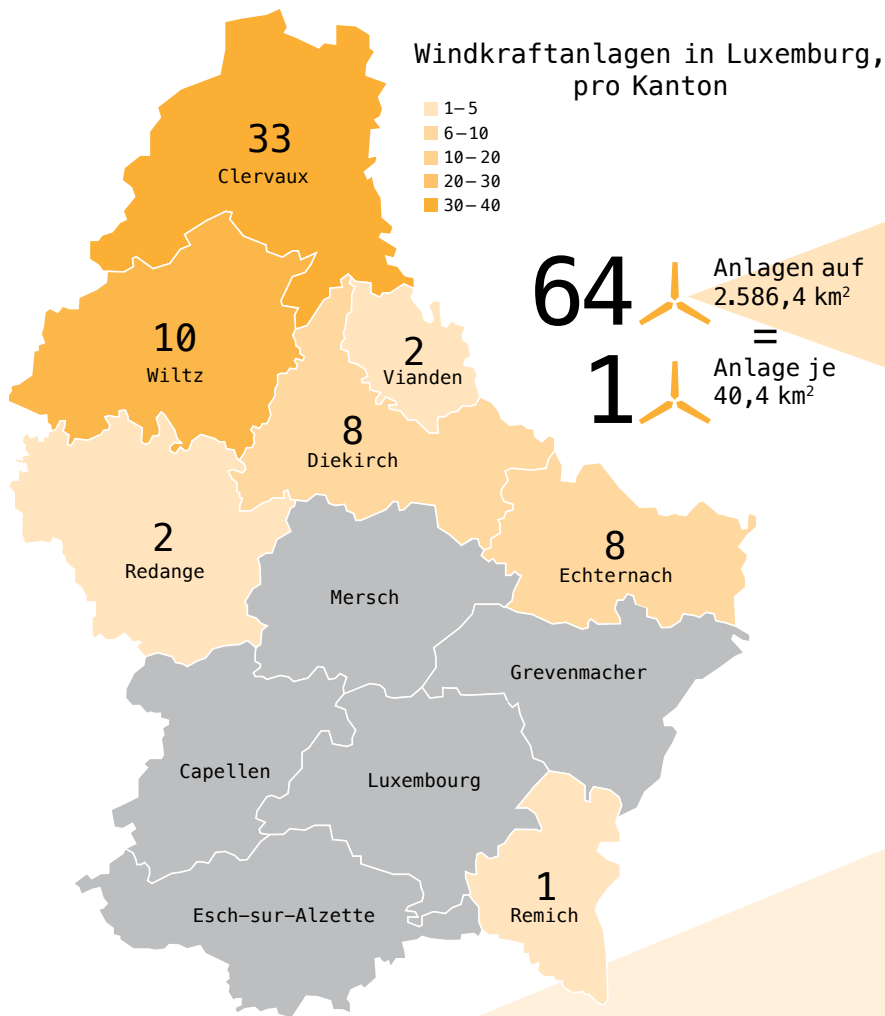 Windkraftanlagen in Luxemburg,
pro Kanton
1–5
6–10
10–20
20–30
30–40
33
Clervaux
64
Anlagen auf
2.586,4 km²
=
1
Anlage je
40,4 km²
10
Wiltz
2
Vianden
8
Diekirch
2
Redange
8
Echternach
Mersch
Grevenmacher
Capellen
Luxembourg
1
Remich
Esch–sur–Alzette